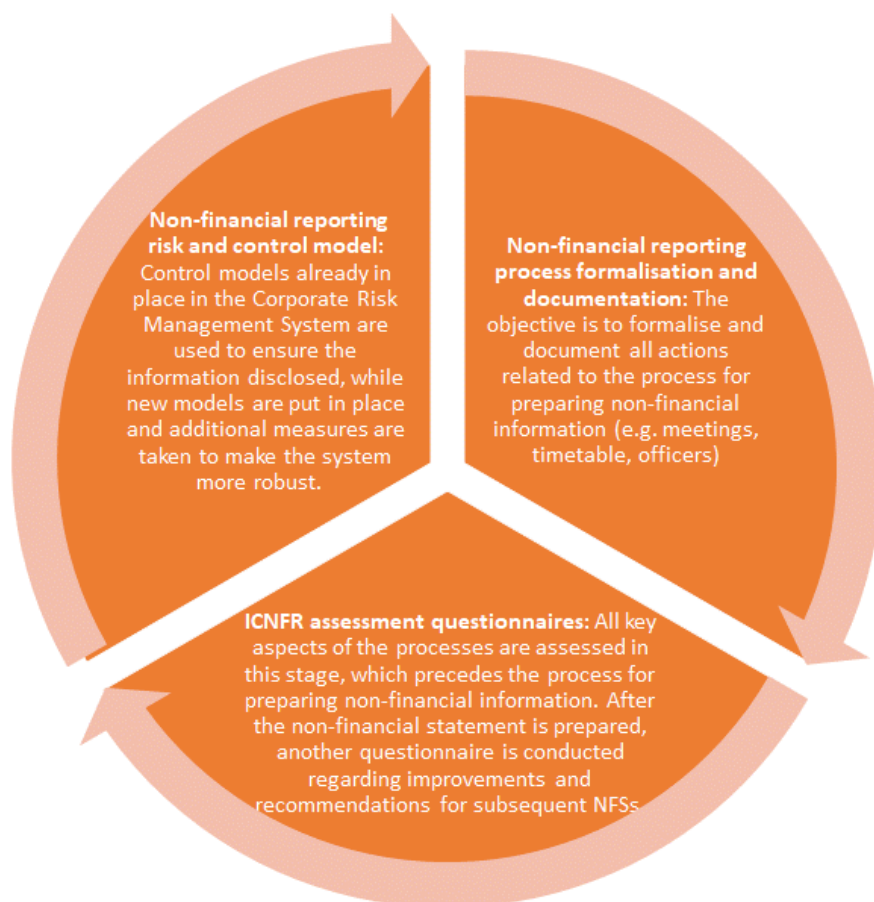 Non-financial reporting
risk and control model:
Control models already in
place in the Corporate Risk
Management System are
used to ensure the
information disclosed, while
new models are put in place
and additional measures are
taken to make the system
more robust.
Non-financial reporting
process formalisation and
documentation: The
objective is to formalise and
document all actions
related to the process for
preparing non-financial
information (e.g. meetings,
timetable, officers)
ICNFR assessment questionnaires: All key
aspects of the processes are assessed in
this stage, which precedes the process for
preparing non-financial information. After
the non-financial statement is prepared,
another questionnaire is conducted
regarding improvements and
recommendations for subsequent NFSs